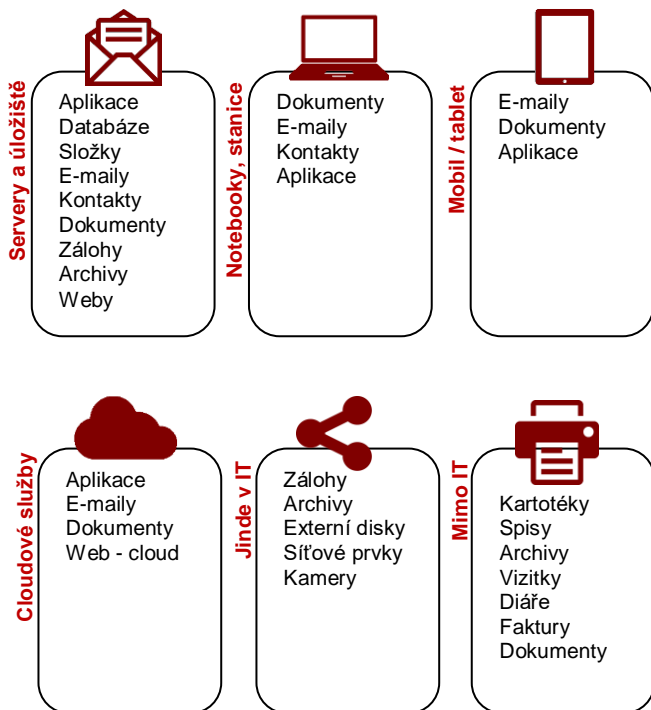 Servery a úložiště
Aplikace
Databáze
Složky
E-maily
Kontakty
Dokumenty
Zálohy
Archivy
Weby
Notebooky, stanice
Dokumenty
E-maily
Kontakty
Aplikace
Mobil / tablet
E-maily
Dokumenty
Aplikace
Cloudové služby
Aplikace
E-maily
Dokumenty
Web - cloud
Jinde v IT
Zálohy
Archivy
Externí disky
Síťové prvky
Kamery
Mimo IT
Kartotéky
Spisy
Archivy
Vizitky
Diáře
Faktury
Dokumenty